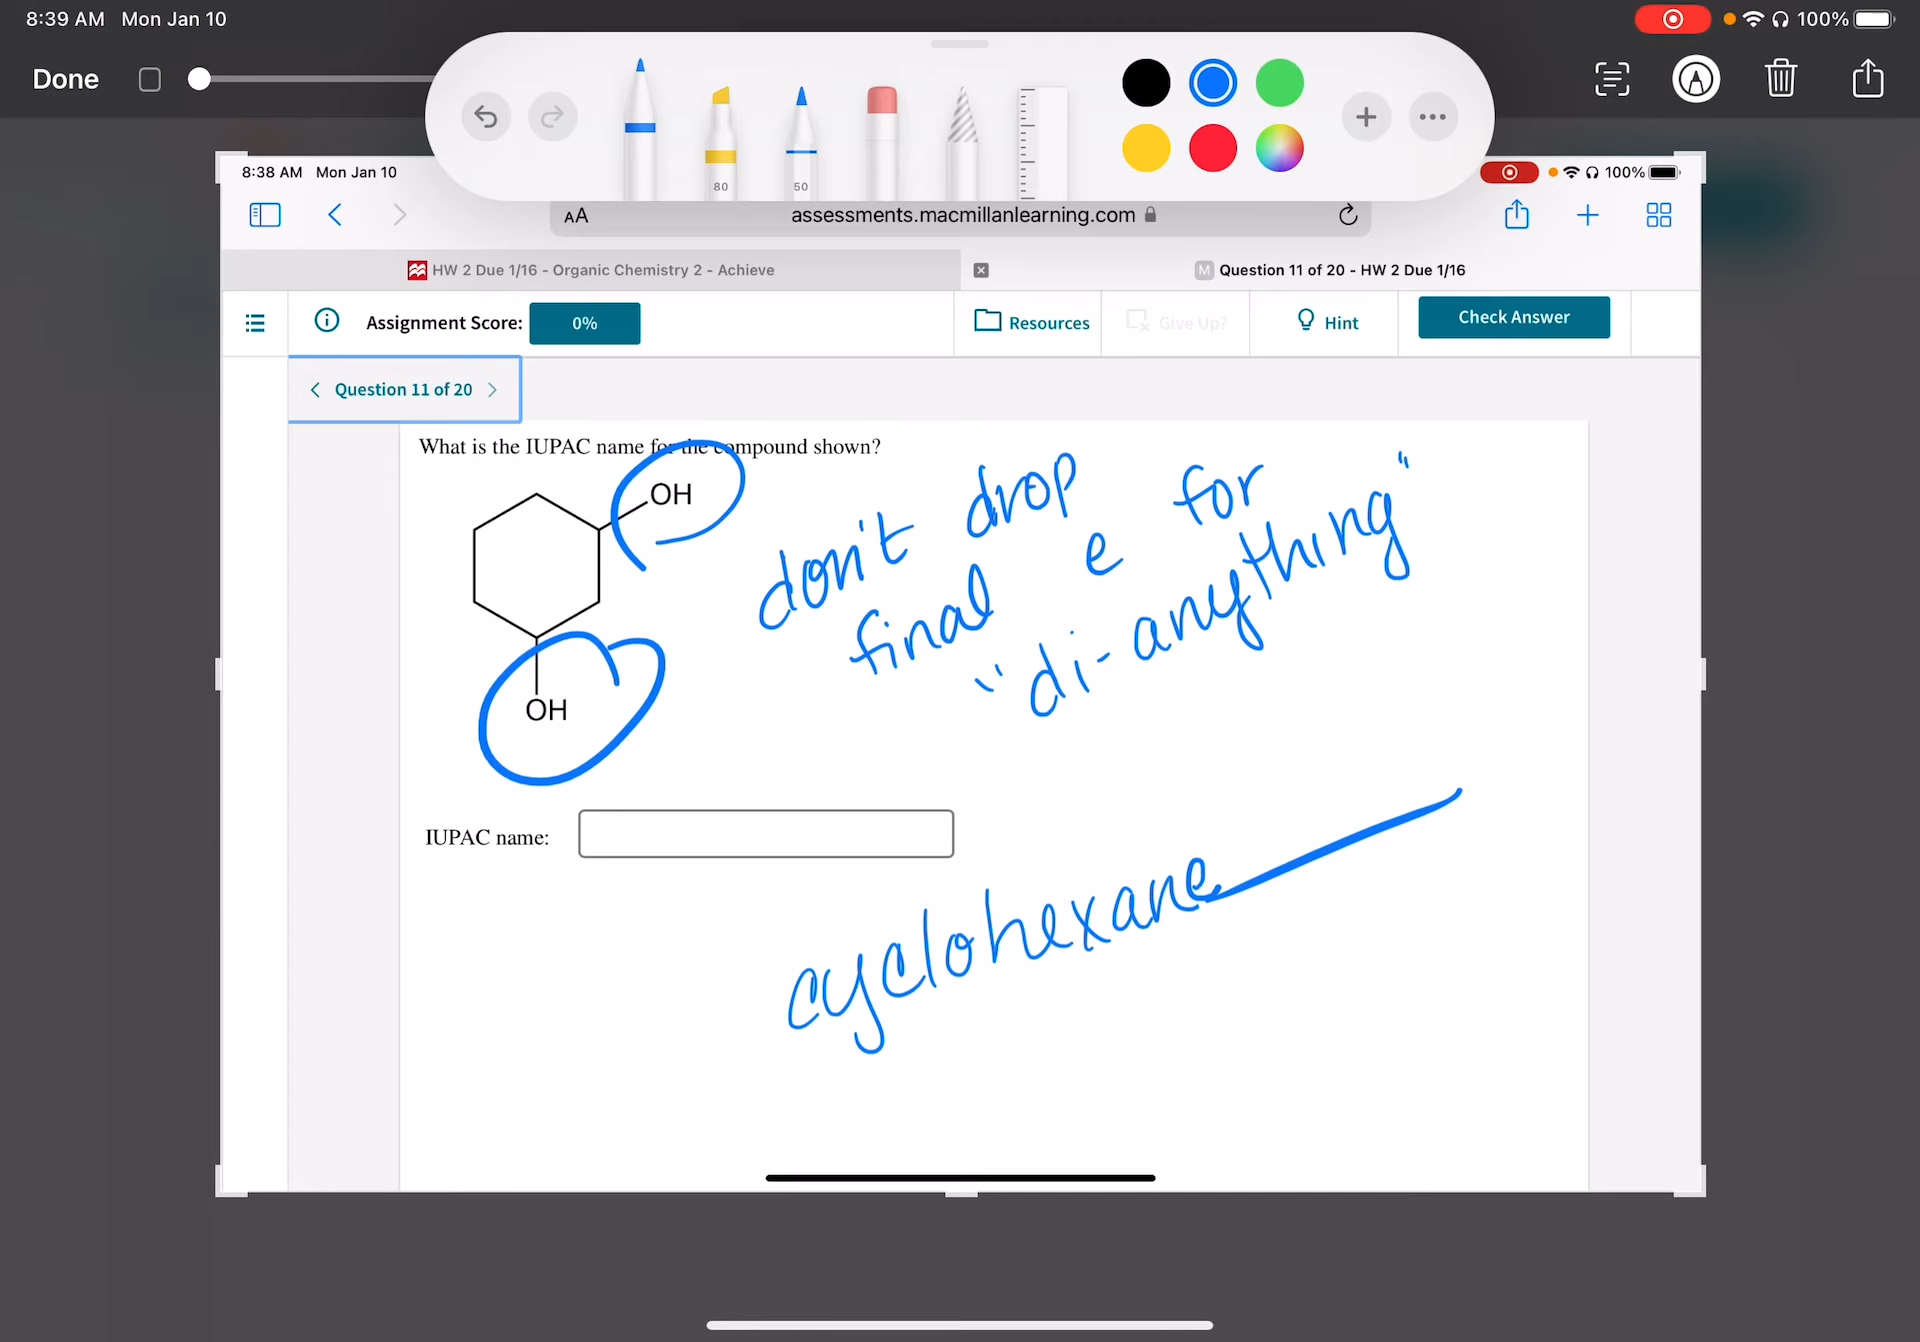 8:39 AM Mon Jan 10
100%
Done
80
50
8:38 AM Mon Jan 10
100%
AA
assessments.macmillanlearning.com
HW 2 Due 1/16 - Organic Chemistry 2 - Achieve
M Question 11 of 20 - HW 2 Due 1/16
Assignment Score: 0%
Resources
Give Up?
Hint
Check Answer
Question 11 of 20
What is the IUPAC name for the compound shown?
OH
OH
don't drop
final e for
"di-anything"
IUPAC name:
cyclohexane